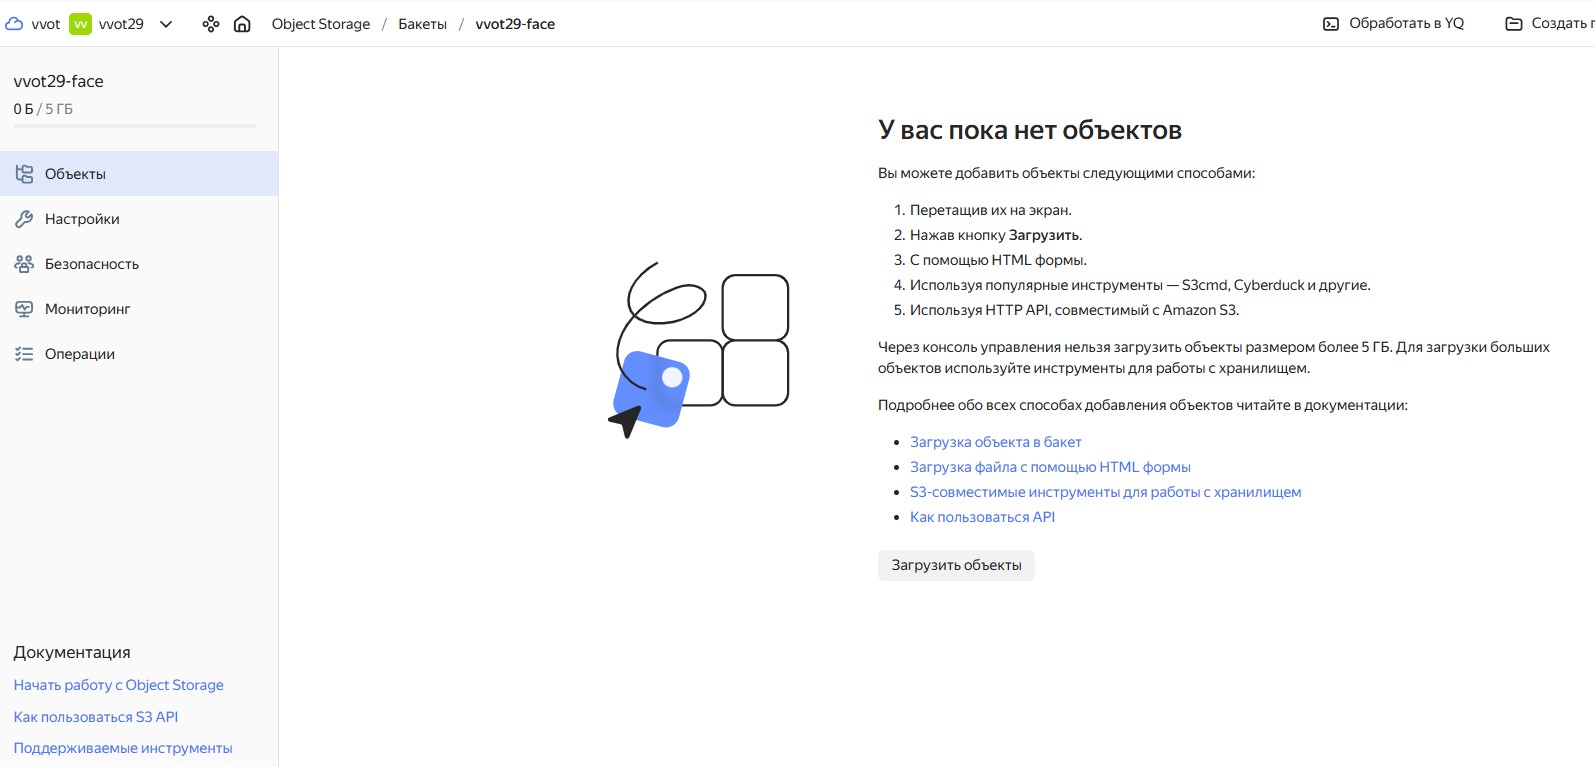 vvot vv vvot29 Object Storage / Бакеты / vvot29-face Обработать в YQ Создать
vvot29-face
0 Б / 5 ГБ
Объекты
Настройки
Безопасность
Мониторинг
Операции
Документация
Начать работу с Object Storage
Как пользоваться S3 API
Поддерживаемые инструменты
У вас пока нет объектов
Вы можете добавить объекты следующими способами:
1. Перетащив их на экран.
2. Нажав кнопку Загрузить.
3. С помощью HTML формы.
4. Используя популярные инструменты — S3cmd, Cyberduck и другие.
5. Используя HTTP API, совместимый с Amazon S3.
Через консоль управления нельзя загрузить объекты размером более 5 ГБ. Для загрузки больших
объектов используйте инструменты для работы с хранилищем.
Подробнее обо всех способах добавления объектов читайте в документации:
• Загрузка объекта в бакет
• Загрузка файла с помощью HTML формы
• S3-совместимые инструменты для работы с хранилищем
• Как пользоваться API
Загрузить объекты